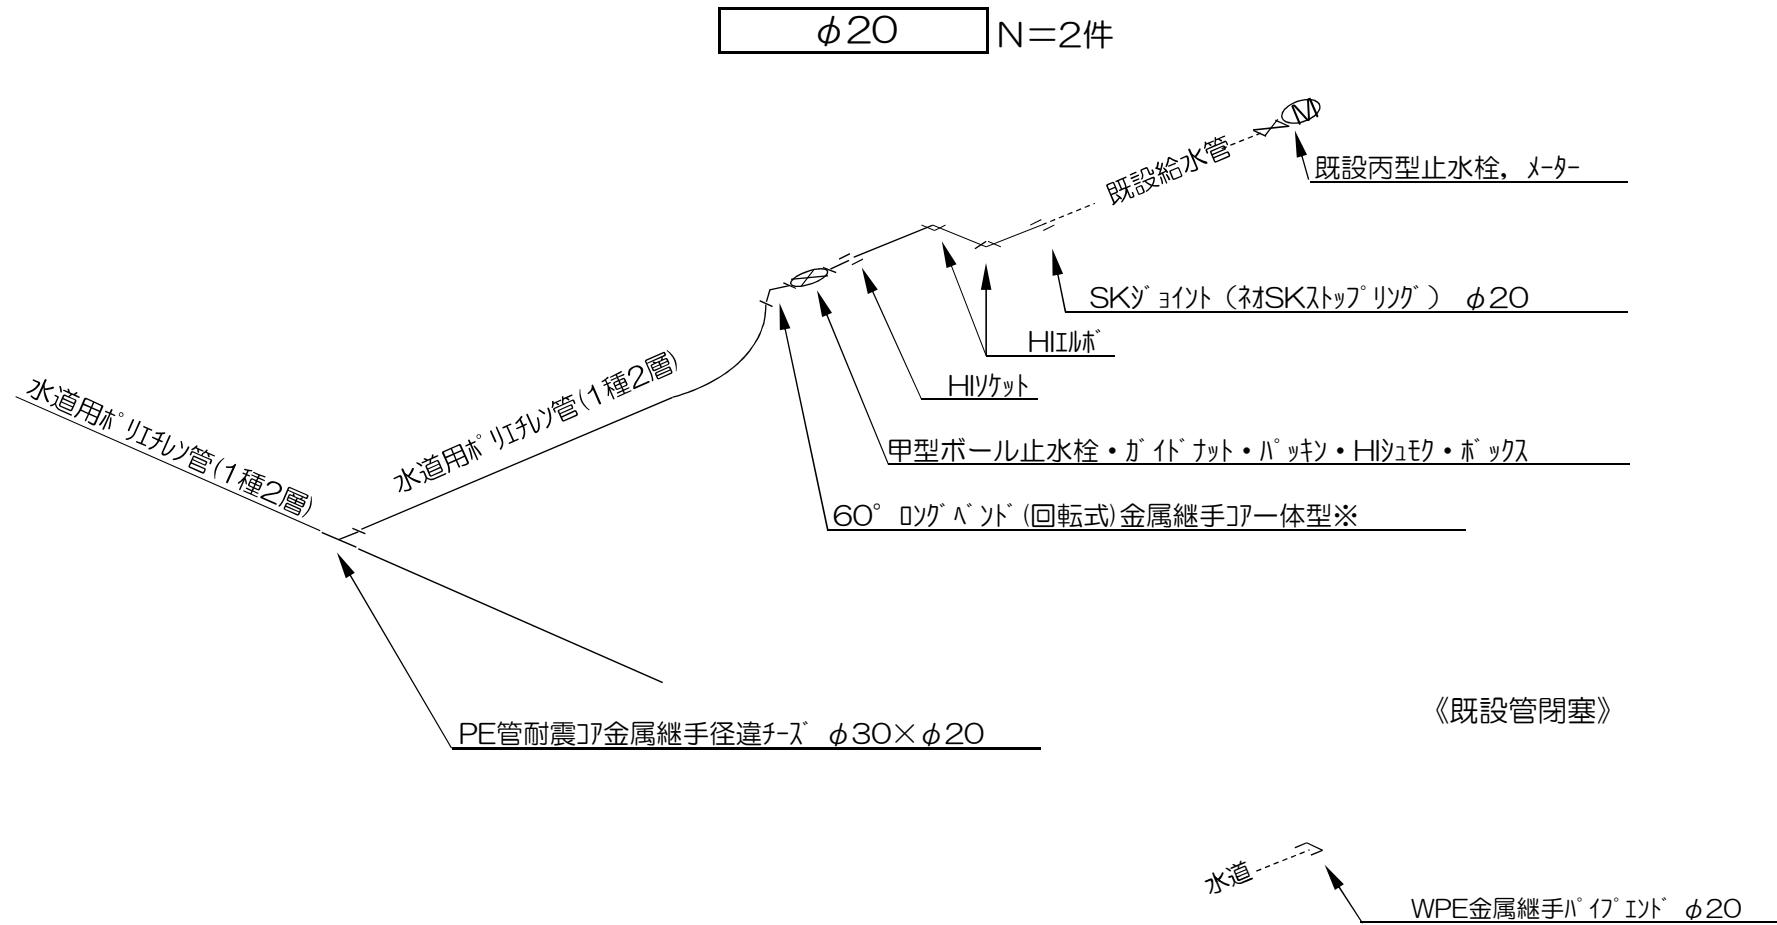 φ20 N＝2件
M
既設丙型止水栓，ﾒｰﾀｰ
既設給水管
SKｼﾞｮｲﾝﾄ（ﾈｵSKｽﾄｯﾌﾟﾘﾝｸﾞ） φ20
HIｴﾙﾎﾞ
HIｿｹｯﾄ
甲型ボール止水栓・ｶﾞｲﾄﾞﾅｯﾄ・ﾊﾟｯｷﾝ・HIｼｭﾓｸ・ﾎﾞｯｸｽ
60°ﾛﾝｸﾞﾍﾞﾝﾄﾞ(回転式)金属継手ｺｱ一体型※
水道用ﾎﾟﾘｴﾁﾚﾝ管(1種2層)
水道用ﾎﾟﾘｴﾁﾚﾝ管(1種2層)
PE管耐震ｺｱ金属継手径違ﾁｰｽﾞ φ30×φ20
《既設管閉塞》
水道
WPE金属継手ﾊﾟｲﾌﾟｴﾝﾄﾞ φ20